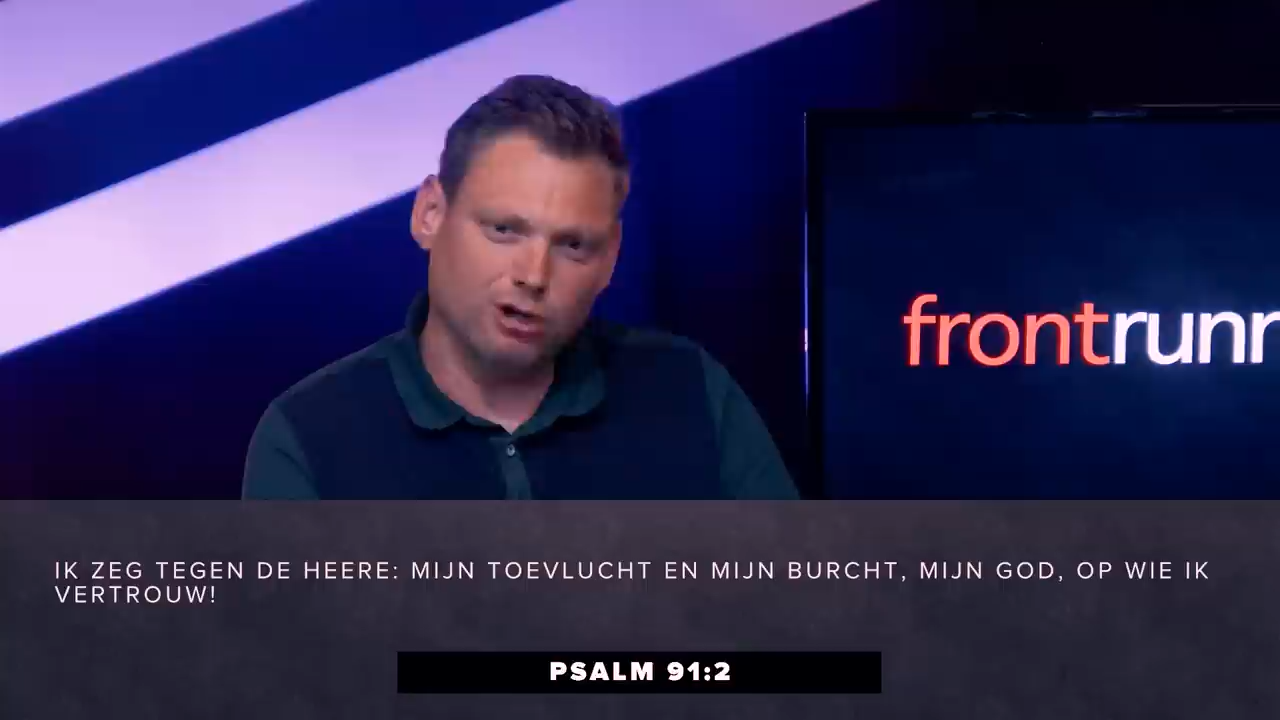 frontrunn
IK ZEG TEGEN DE HEERE: MIJN TOEVLUCHT EN MIJN BURCHT, MIJN GOD, OP WIE IK
VERTROUW!
PSALM 91:2